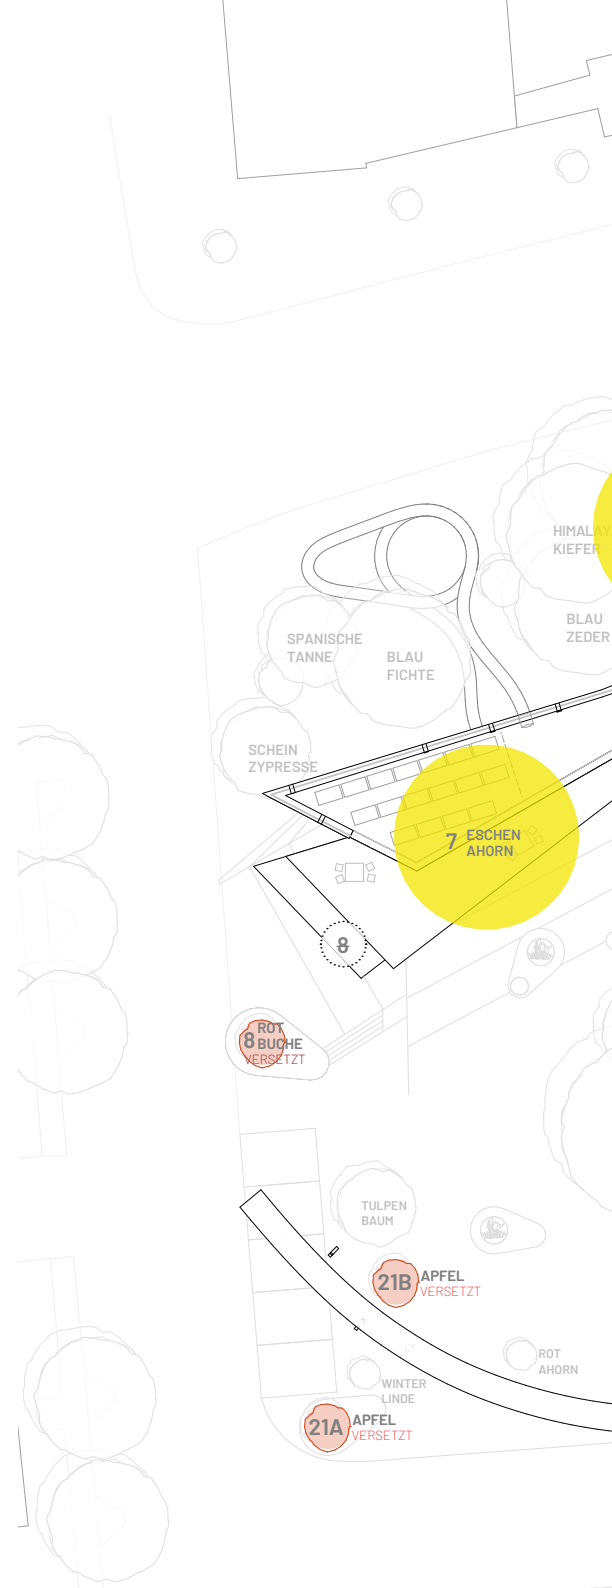 HIMALAY
KIEFER
BLAU
ZEDER
SPANISCHE
TANNE
BLAU
FICHTE
SCHEIN
ZYPRESSE
7 ESCHEN
AHORN
8
8 ROT
BUCHE
VERSETZT
TULPEN
BAUM
21B APFEL
VERSETZT
ROT
AHORN
WINTER
LINDE
21A APFEL
VERSETZT